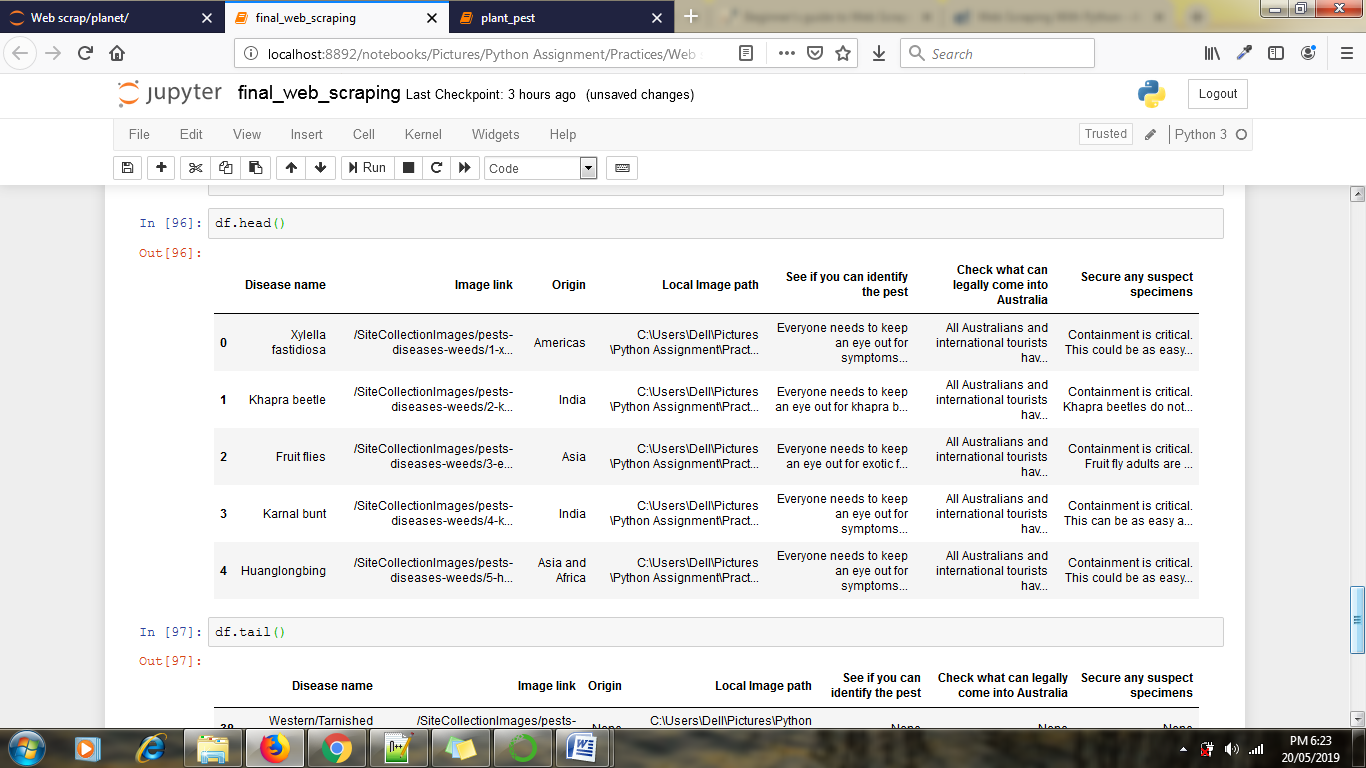 Web scrap/planet/
final_web_scraping
plant_pest
localhost:8892/notebooks/Pictures/Python Assignment/Practices/Web
Search
jupyter final_web_scraping Last Checkpoint: 3 hours ago (unsaved changes)
Logout
File Edit View Insert Cell Kernel Widgets Help
Trusted
Python 3
Run
Code
In [96]: df.head()
Out[96]:
Disease name Image link Origin Local Image path See if you can identify the pest Check what can legally come into Australia Secure any suspect specimens
0 Xylella fastidiosa /SiteCollectionImages/pests-diseases-weeds/1-x... Americas C:\Users\Dell\Pictures\Python Assignment\Pract... Everyone needs to keep an eye out for symptoms... All Australians and international tourists hav... Containment is critical. This could be as easy...
1 Khapra beetle /SiteCollectionImages/pests-diseases-weeds/2-k... India C:\Users\Dell\Pictures\Python Assignment\Pract... Everyone needs to keep an eye out for khapra b... All Australians and international tourists hav... Containment is critical. Khapra beetles do not...
2 Fruit flies /SiteCollectionImages/pests-diseases-weeds/3-e... Asia C:\Users\Dell\Pictures\Python Assignment\Pract... Everyone needs to keep an eye out for exotic f... All Australians and international tourists hav... Containment is critical. Fruit fly adults are ...
3 Karnal bunt /SiteCollectionImages/pests-diseases-weeds/4-k... India C:\Users\Dell\Pictures\Python Assignment\Pract... Everyone needs to keep an eye out for symptoms... All Australians and international tourists hav... Containment is critical. This can be as easy a...
4 Huanglongbing /SiteCollectionImages/pests-diseases-weeds/5-h... Asia and Africa C:\Users\Dell\Pictures\Python Assignment\Pract... Everyone needs to keep an eye out for symptoms... All Australians and international tourists hav... Containment is critical. This could be as easy...
In [97]: df.tail()
Out[97]:
Disease name Image link Origin Local Image path See if you can identify the pest Check what can legally come into Australia Secure any suspect specimens
38 Western/Tarnished /SiteCollectionImages/pests- None C:\Users\Dell\Pictures\Python None None None
PM 6:23
20/05/2019